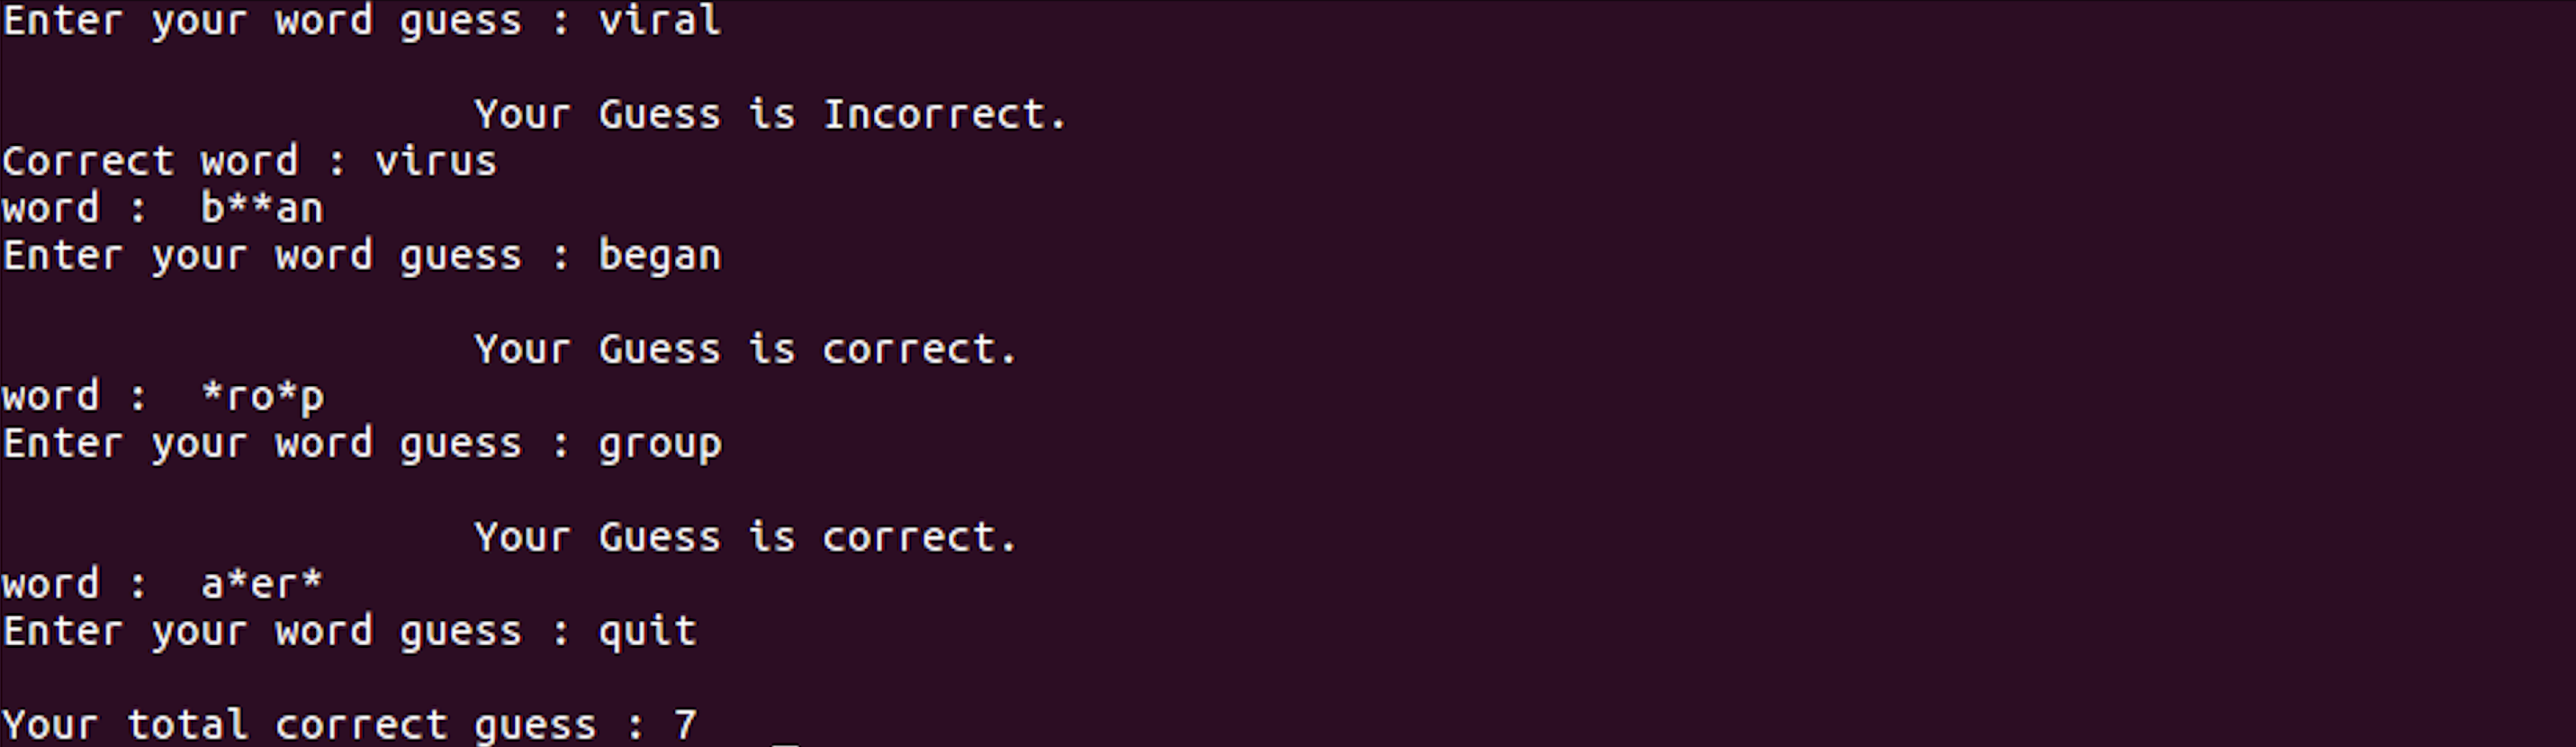 Enter your word guess : viral
Your Guess is Incorrect.
Correct word : virus
word :  b**an
Enter your word guess : began
Your Guess is correct.
word :  *ro*p
Enter your word guess : group
Your Guess is correct.
word :  a*er*
Enter your word guess : quit
Your total correct guess : 7